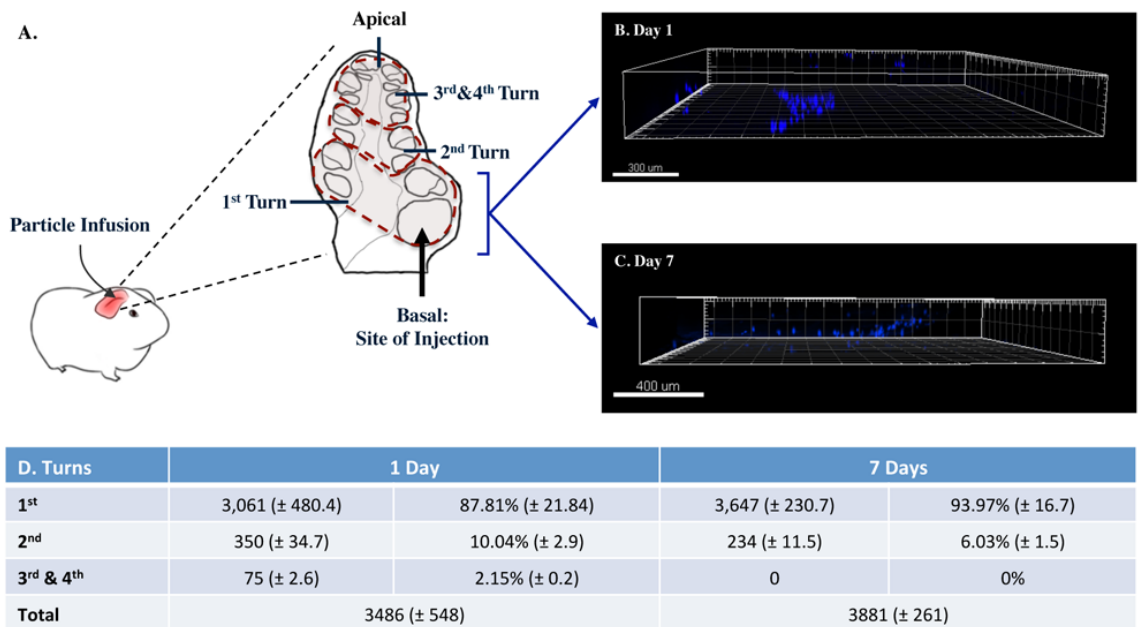 A.
Apical
3rd&4th Turn
2nd Turn
1st Turn
Particle Infusion
Basal:
Site of Injection
B. Day 1
300 um
C. Day 7
400 um
D. Turns 1 Day 7 Days
1st 3,061 (± 480.4) 87.81% (± 21.84) 3,647 (± 230.7) 93.97% (± 16.7)
2nd 350 (± 34.7) 10.04% (± 2.9) 234 (± 11.5) 6.03% (± 1.5)
3rd & 4th 75 (± 2.6) 2.15% (± 0.2) 0 0%
Total 3486 (± 548) 3881 (± 261)